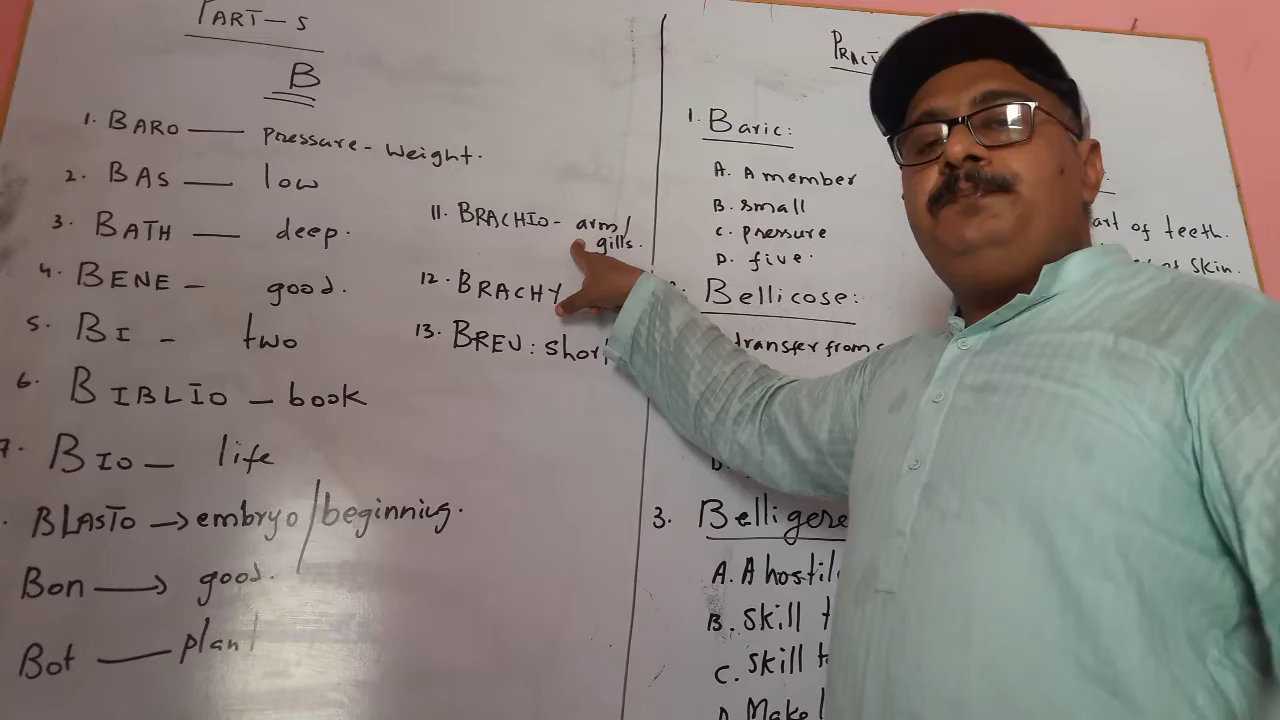 PART-5
B
1. BARO — pressure - weight.
2. BAS — low
3. BATH — deep.
4. BENE - good.
5. BI - two
6. BIBLIO - book
7. BIO - life
BLASTO → embryo/beginning.
Bon → good.
Bot — plant
11. BRACHIO - arm/
gills.
12. BRACHY
13. BREV: short
1. Baric:
A. A member
B. small
C. pressure
D. five.
Bellicose:
transfer from
3. Belligere
A. A hostil
B. skill t
C. skill t
D. Make
art of teeth.
skin.